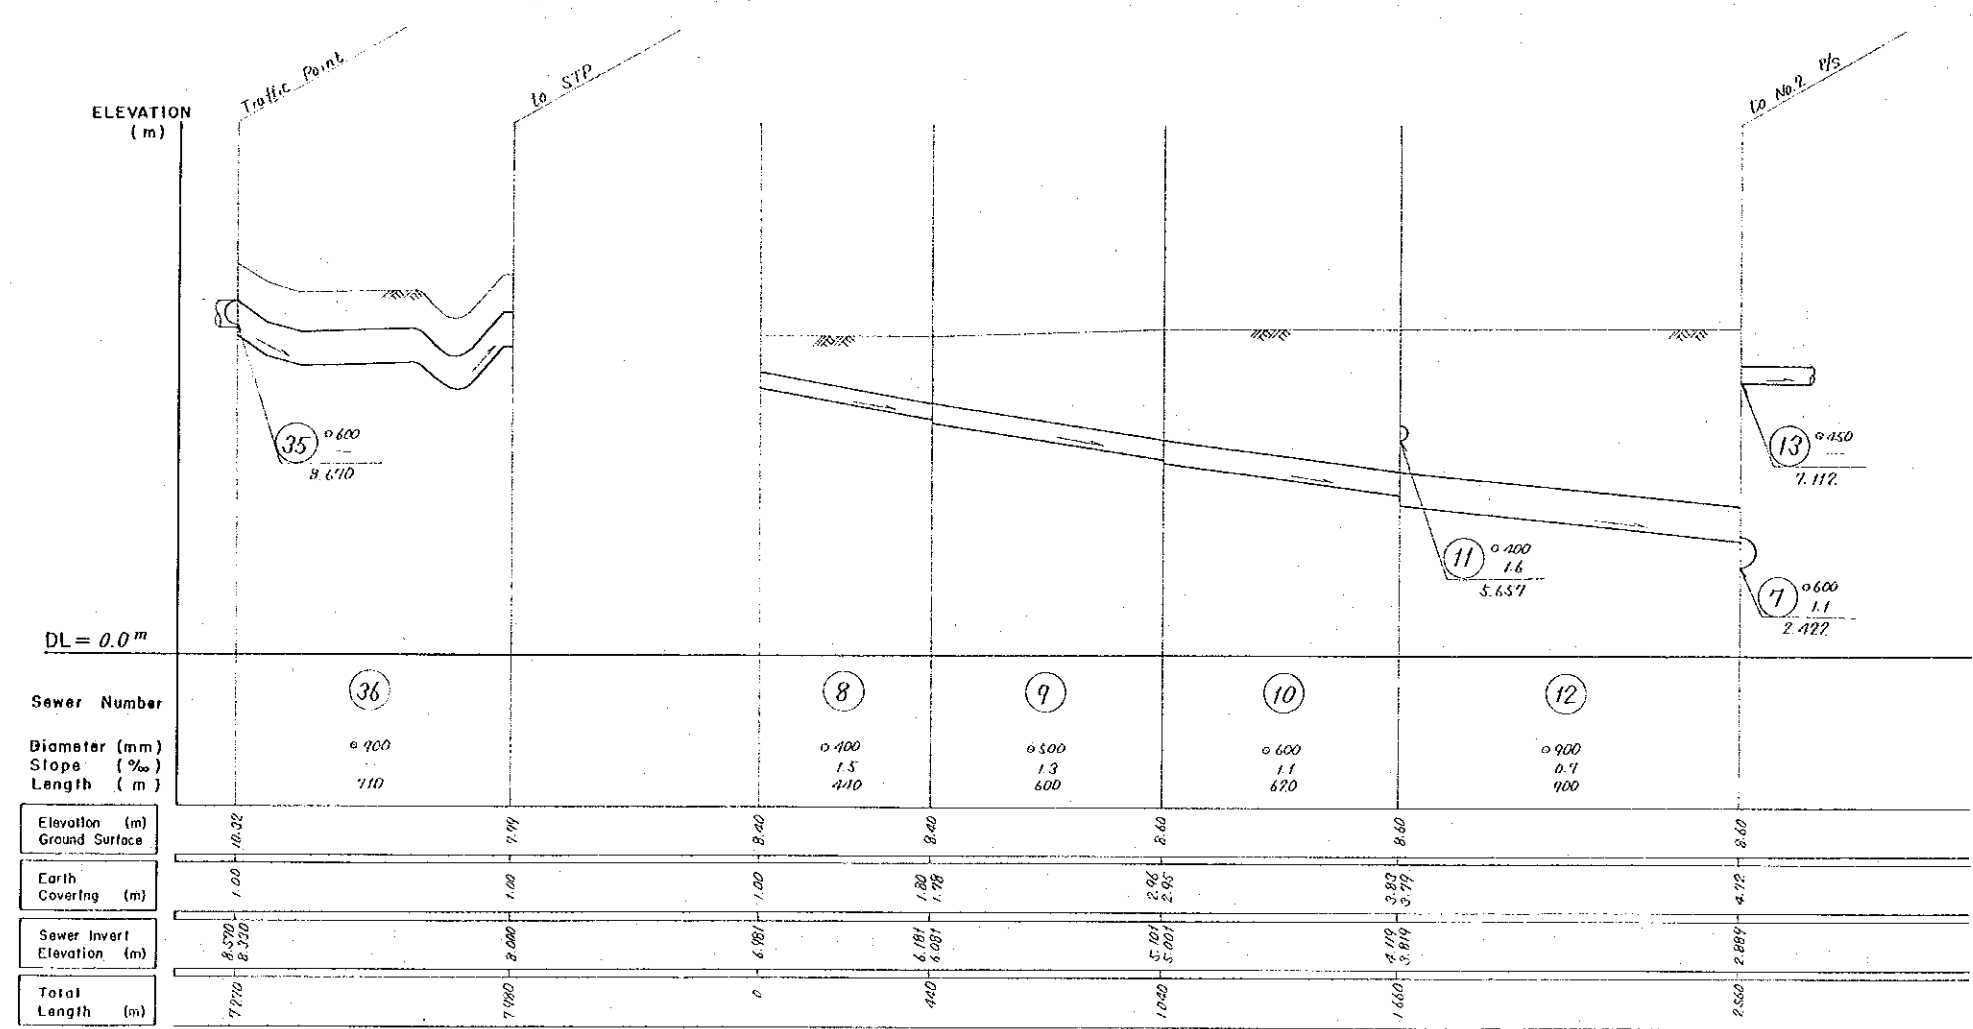 Traffic Point
to STP
to No.2 P/S
ELEVATION
(m)
35 ø600
8.670
13 ø450
7.112
11 ø400
1.6
5.657
7 ø600
1.1
2.422
DL = 0.0 m
Sewer Number 36 8 9 10 12
Diameter (mm) ø900 ø400 ø500 ø600 ø900
Slope (‰) 1.5 1.3 1.1 0.7
Length (m) 710 440 600 620 900
Elevation (m)
Ground Surface
10.32 8.40 8.40 8.60 8.60 8.60
Earth
Covering (m)
1.00 1.00 1.00 1.80 1.78 2.96 2.95 3.83 3.79 4.72
Sewer Invert
Elevation (m)
8.570 8.330 8.000 6.981 6.181 6.081 5.101 5.001 4.119 3.819 2.889
Total
Length (m)
7270 7980 0 440 1040 1660 2560